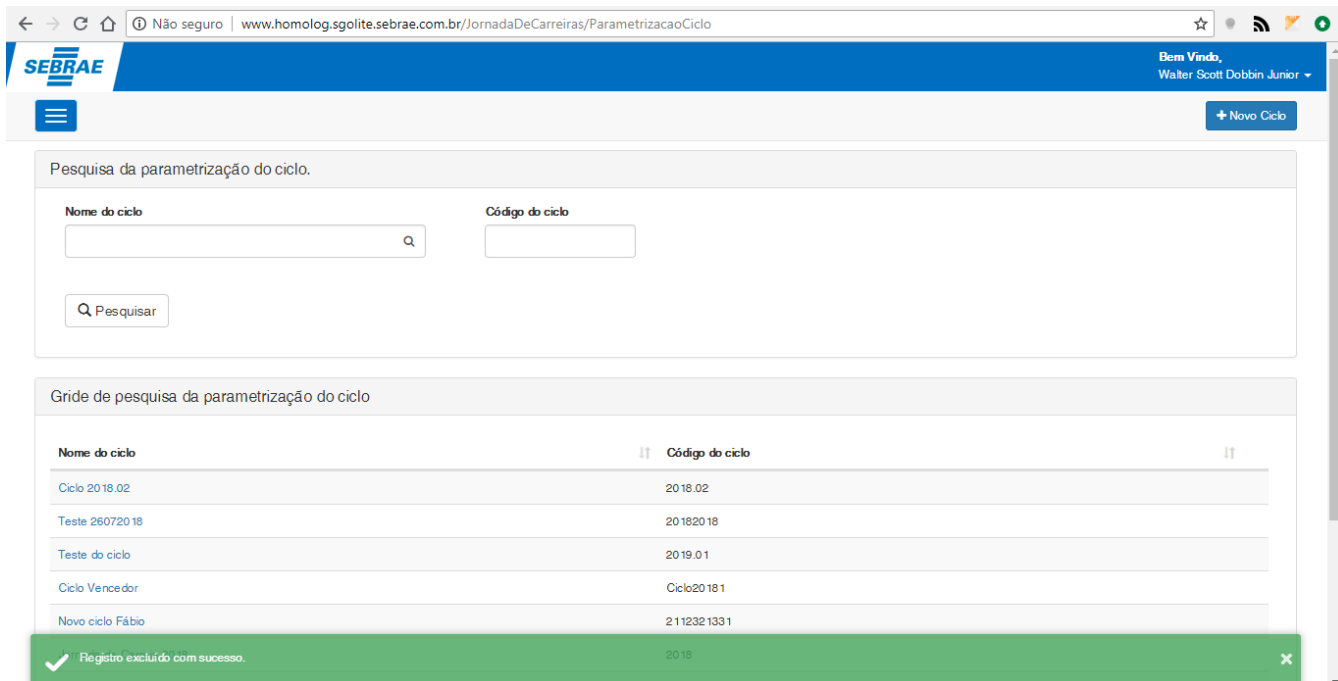 Não seguro | www.homolog.sgolite.sebrae.com.br/JornadaDeCarreiras/ParametrizacaoCiclo
SEBRAE
Bem Vindo,
Walter Scott Dobbin Junior
Novo Ciclo
Pesquisa da parametrização do ciclo.
Nome do ciclo Código do ciclo
Pesquisar
Gride de pesquisa da parametrização do ciclo
Nome do ciclo Código do ciclo
Ciclo 2018.02 2018.02
Teste 26072018 20182018
Teste do ciclo 2019.01
Ciclo Vencedor Ciclo20181
Novo ciclo Fábio 2112321331
2018
Registro excluído com sucesso.